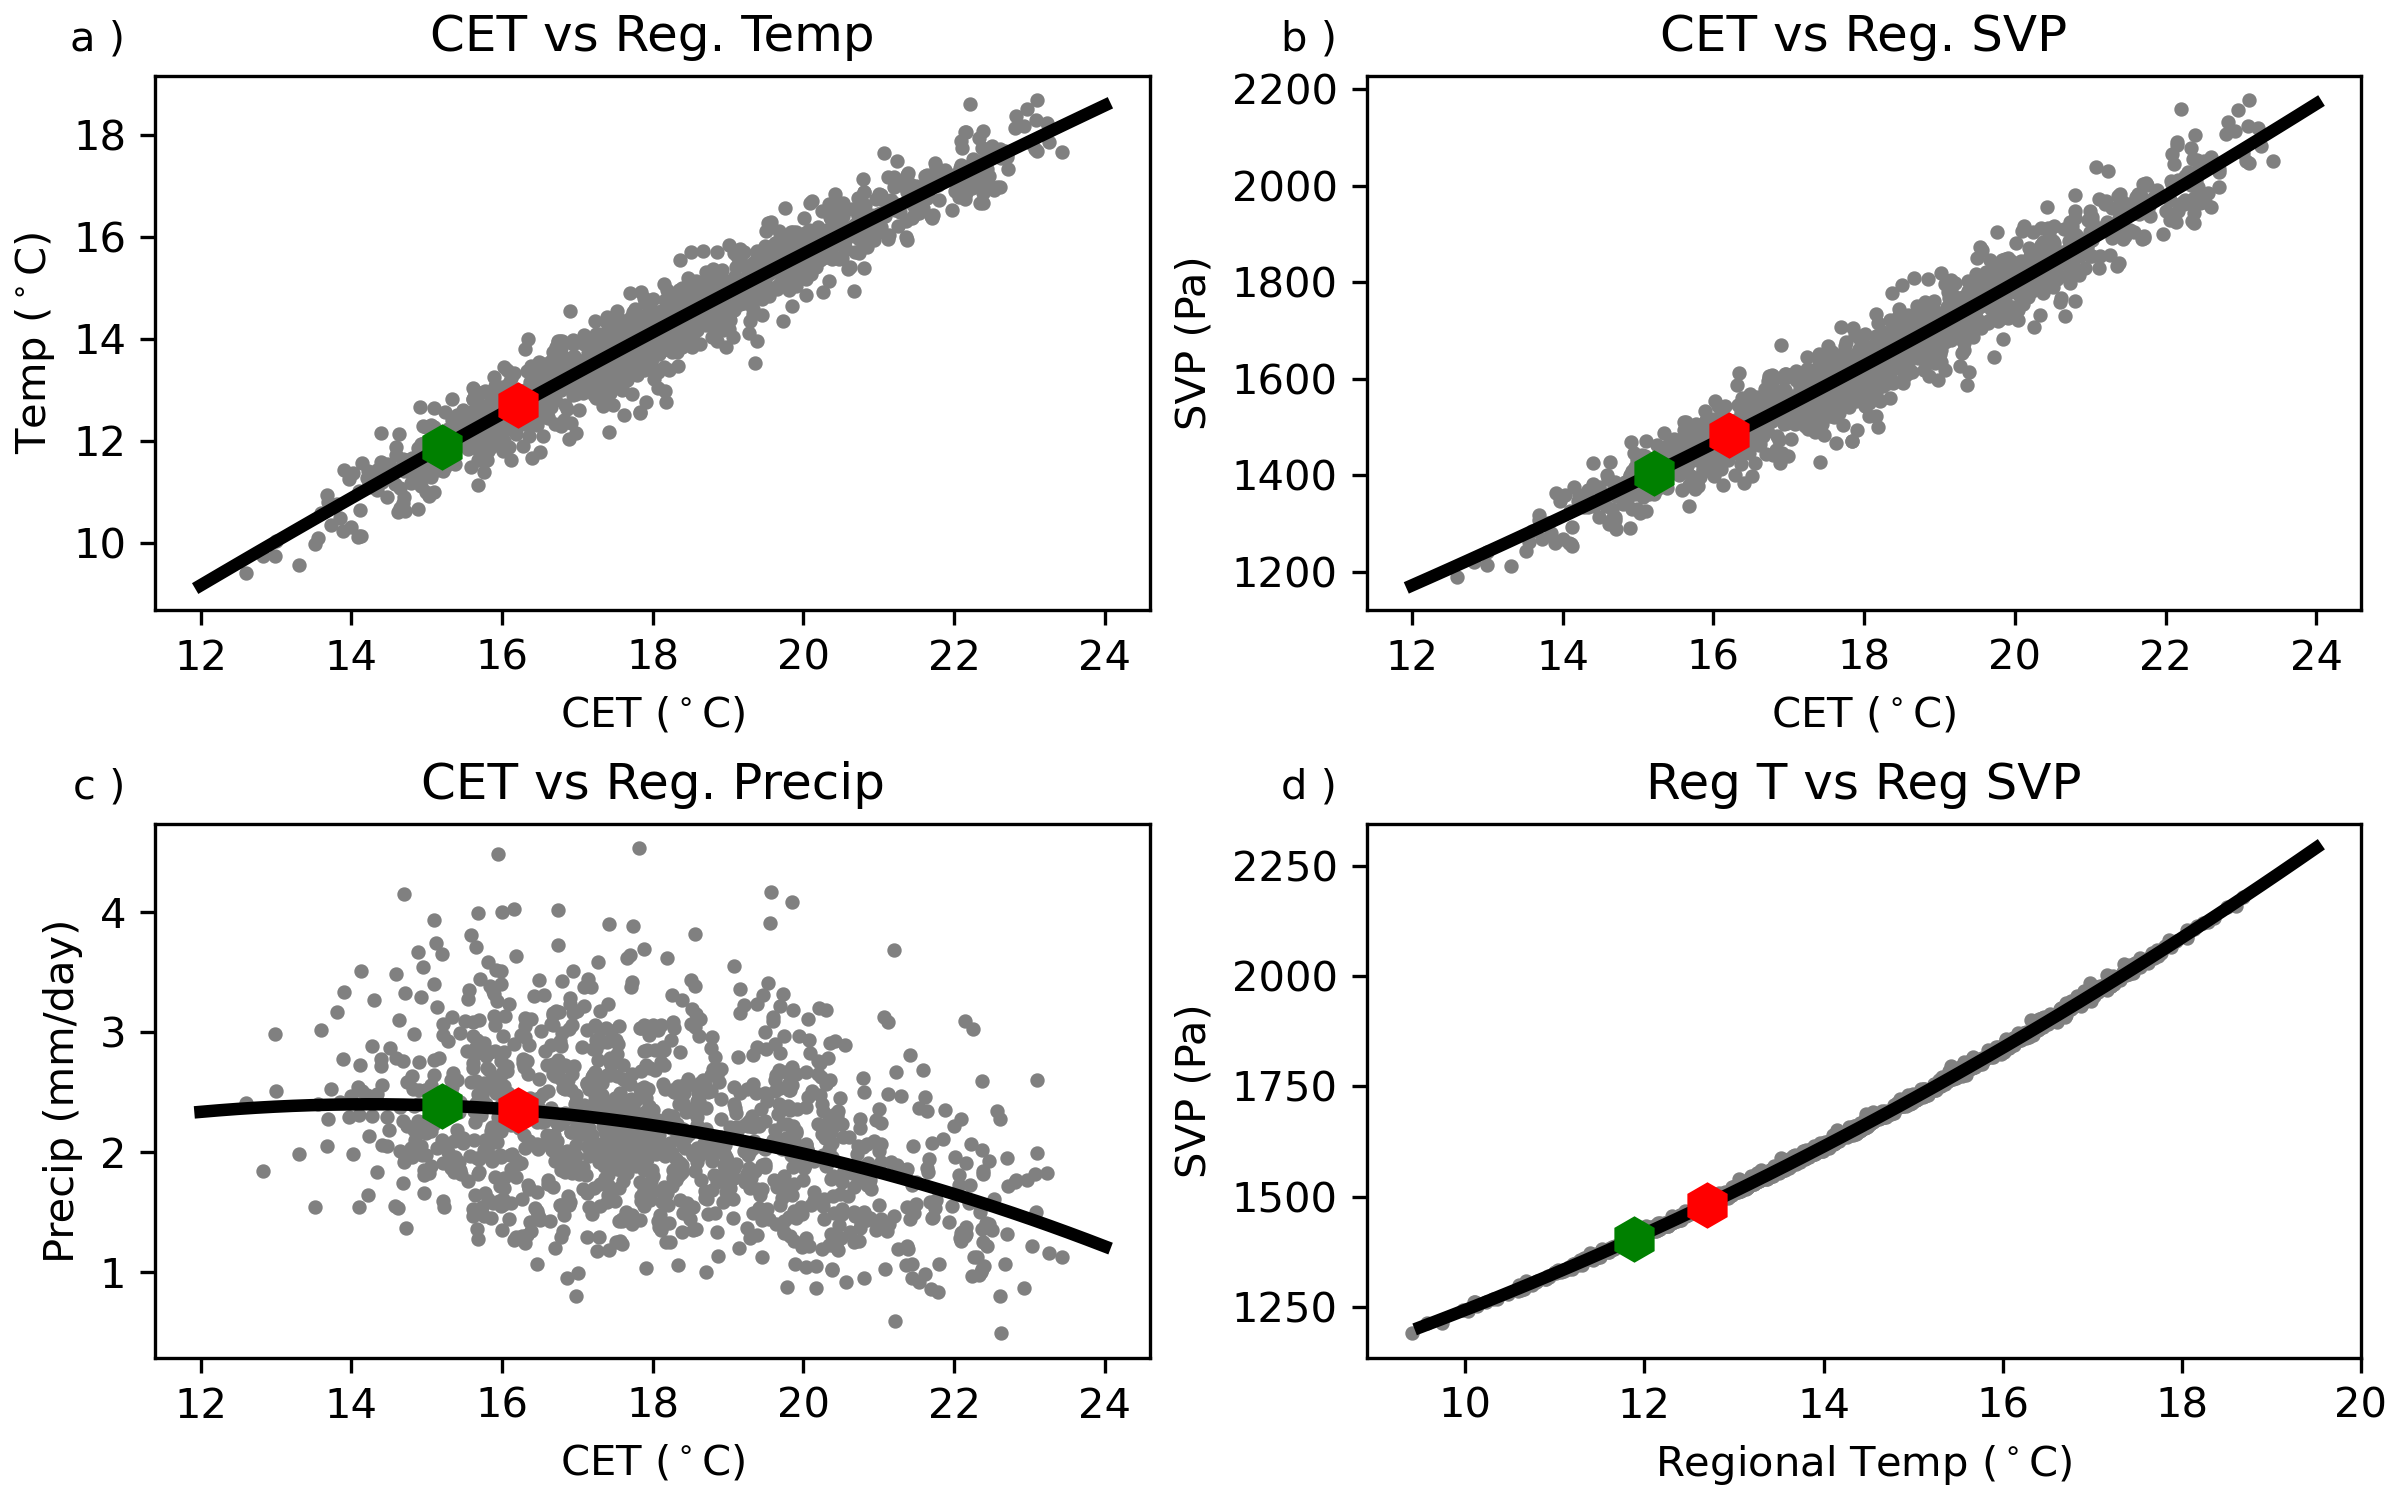 a )
CET vs Reg. Temp
Temp (°C)
18
16
14
12
10
12 14 16 18 20 22 24
CET (°C)
b )
CET vs Reg. SVP
SVP (Pa)
2200
2000
1800
1600
1400
1200
12 14 16 18 20 22 24
CET (°C)
c )
CET vs Reg. Precip
Precip (mm/day)
4
3
2
1
12 14 16 18 20 22 24
CET (°C)
d )
Reg T vs Reg SVP
SVP (Pa)
2250
2000
1750
1500
1250
10 12 14 16 18 20
Regional Temp (°C)